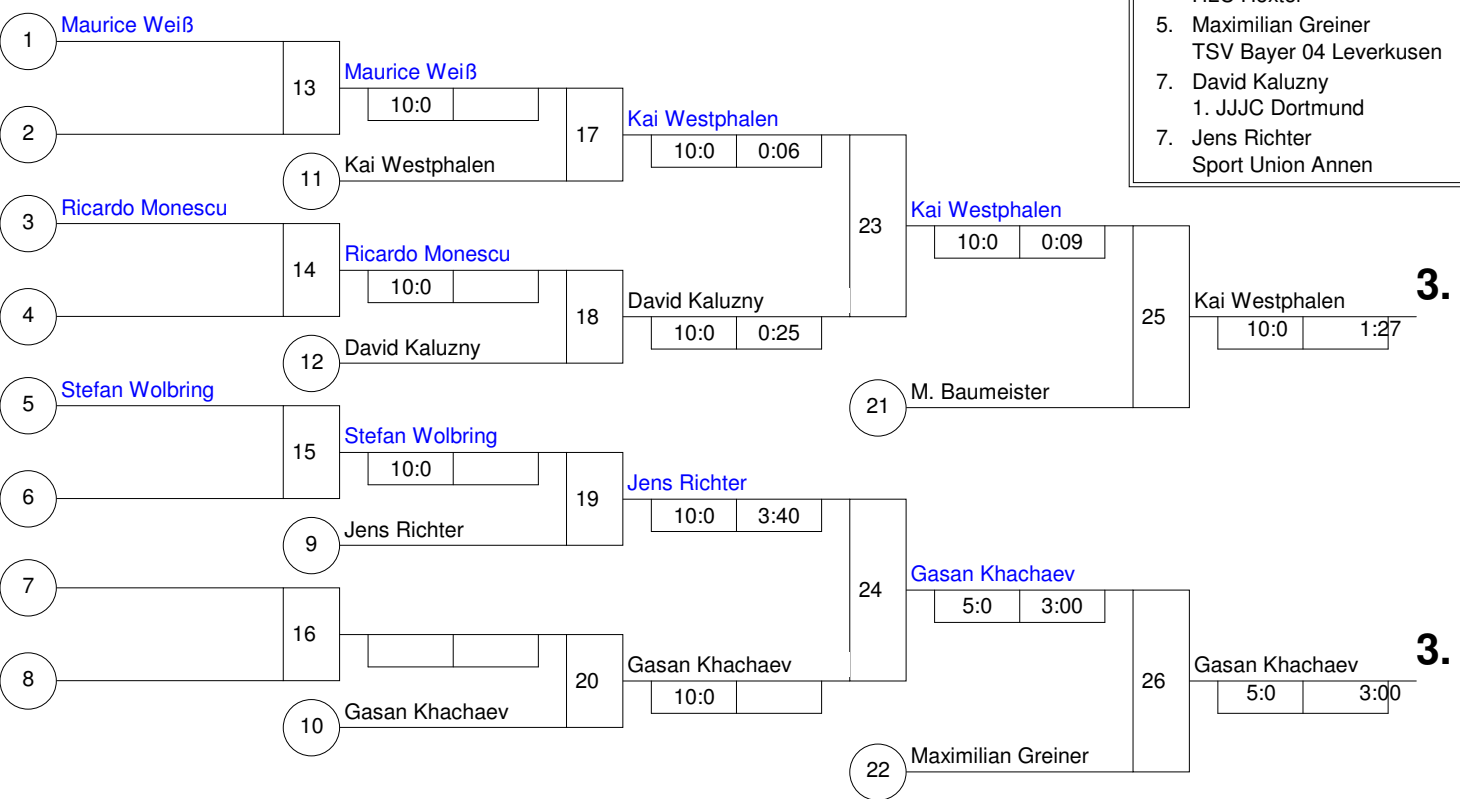 5. Maximilian Greiner
TSV Bayer 04 Leverkusen
7. David Kaluzny
1. JJJC Dortmund
7. Jens Richter
Sport Union Annen
1 Maurice Weiß
13
Maurice Weiß
10:0
2
17
Kai Westphalen
10:0 0:06
11 Kai Westphalen
3 Ricardo Monescu
23
Kai Westphalen
10:0 0:09
14
Ricardo Monescu
10:0
4
18
David Kaluzny
10:0 0:25
12 David Kaluzny
25
Kai Westphalen
10:0 1:27
3.
5 Stefan Wolbring
21 M. Baumeister
15
Stefan Wolbring
10:0
6
19
Jens Richter
10:0 3:40
9 Jens Richter
7
24
Gasan Khachaev
5:0 3:00
16
8
20
Gasan Khachaev
10:0
10 Gasan Khachaev
26
Gasan Khachaev
5:0 3:00
3.
22 Maximilian Greiner